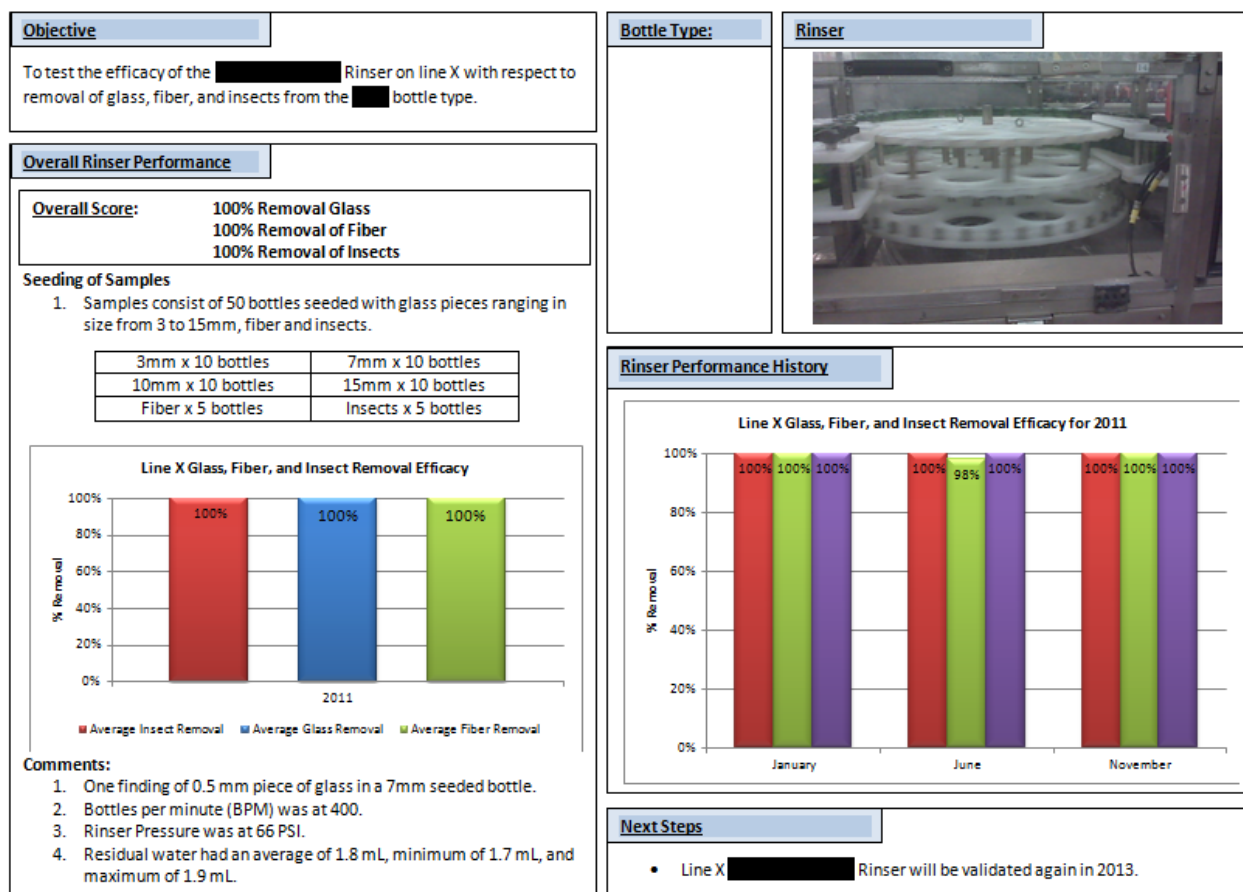 Objective
To test the efficacy of the Rinser on line X with respect to
removal of glass, fiber, and insects from the bottle type.
Overall Rinser Performance
Overall Score: 100% Removal Glass
100% Removal of Fiber
100% Removal of Insects
Seeding of Samples
1. Samples consist of 50 bottles seeded with glass pieces ranging in
size from 3 to 15mm, fiber and insects.
3mm x 10 bottles 7mm x 10 bottles
10mm x 10 bottles 15mm x 10 bottles
Fiber x 5 bottles Insects x 5 bottles
Line X Glass, Fiber, and Insect Removal Efficacy
% Removal
100%
80%
60%
40%
20%
0%
100% 100% 100%
2011
Average Insect Removal Average Glass Removal Average Fiber Removal
Comments:
1. One finding of 0.5 mm piece of glass in a 7mm seeded bottle.
2. Bottles per minute (BPM) was at 400.
3. Rinser Pressure was at 66 PSI.
4. Residual water had an average of 1.8 mL, minimum of 1.7 mL, and
maximum of 1.9 mL.
Bottle Type:
Rinser
Rinser Performance History
Line X Glass, Fiber, and Insect Removal Efficacy for 2011
% Removal
100%
80%
60%
40%
20%
0%
100% 100% 100% 100% 98% 100% 100% 100% 100%
January June November
Next Steps
• Line X Rinser will be validated again in 2013.